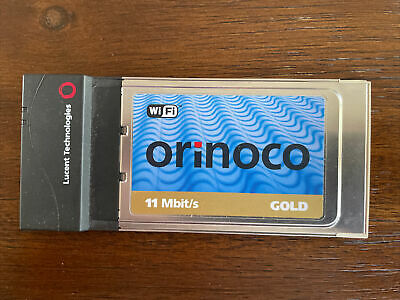 Lucent Technologies
WiFi
orinoco
11 Mbit/s
GOLD